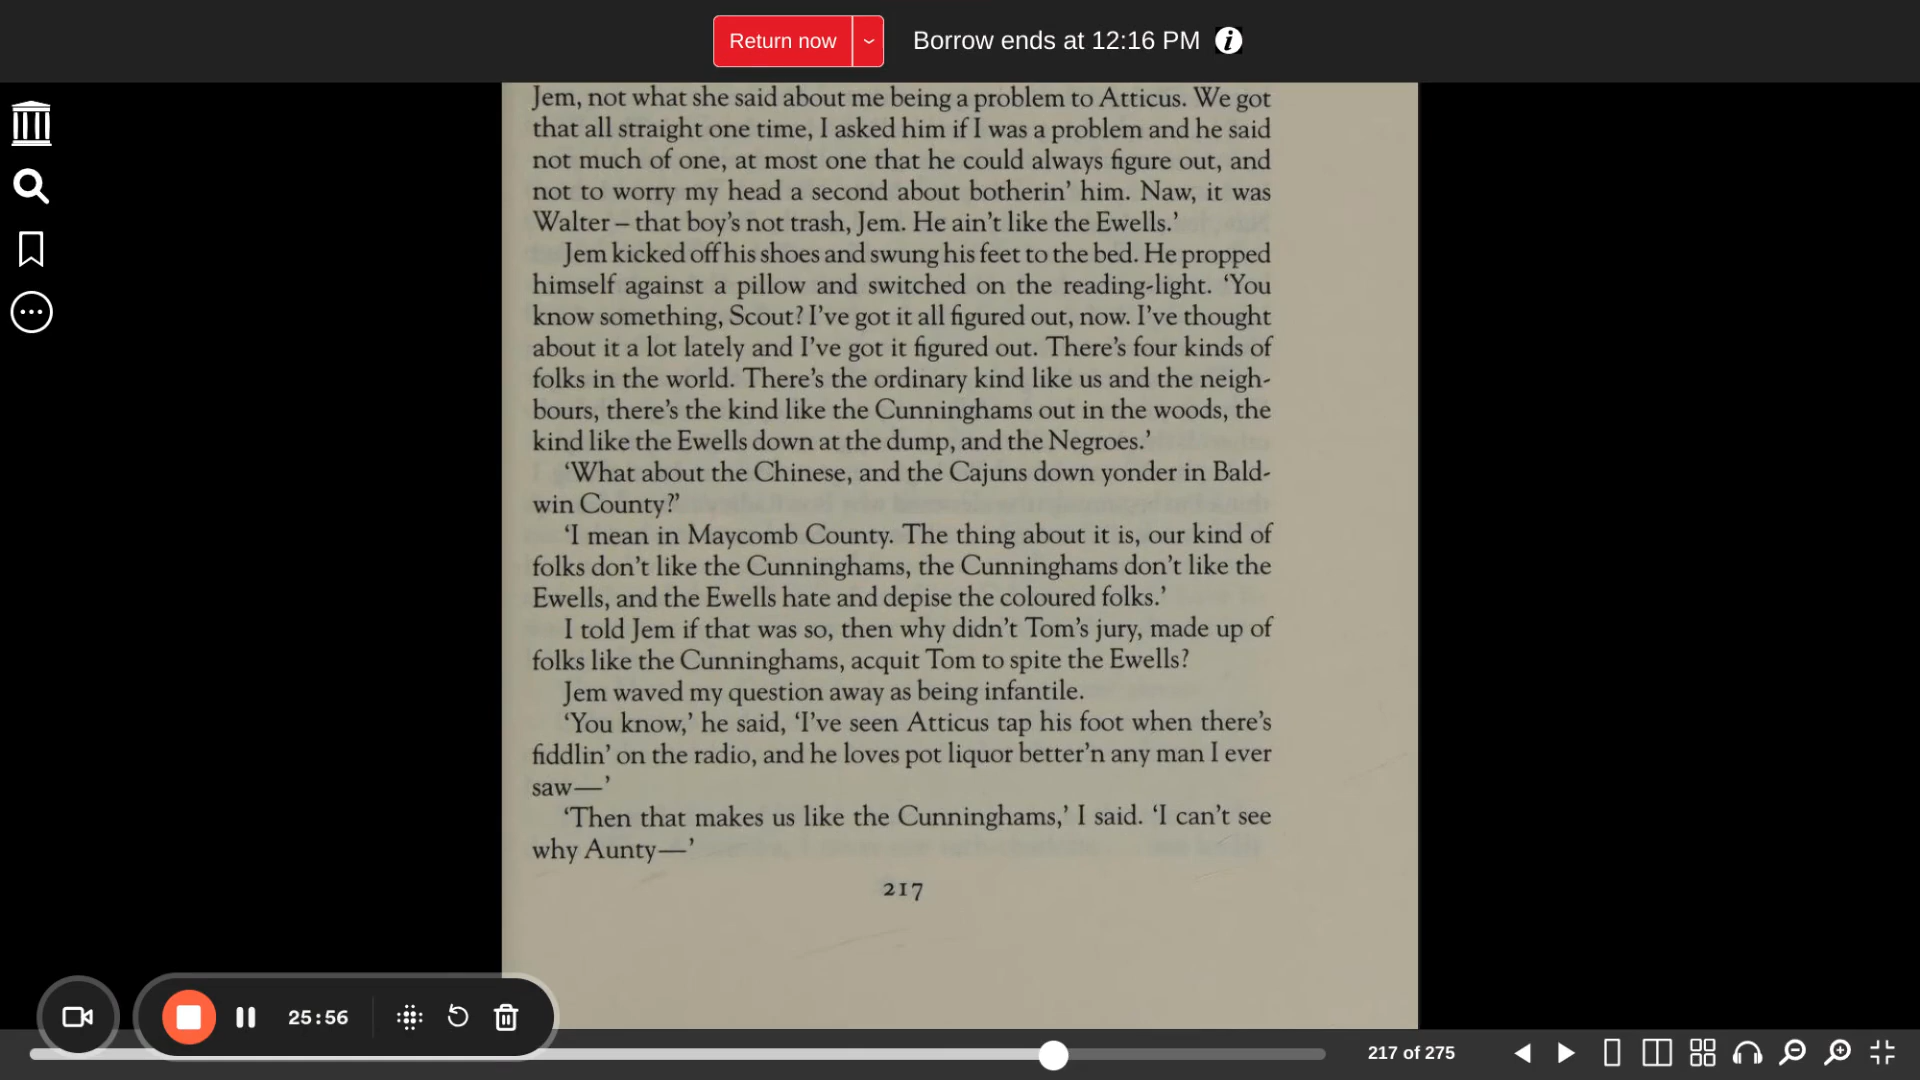 Return now
Borrow ends at 12:16 PM
Jem, not what she said about me being a problem to Atticus. We got
that all straight one time, I asked him if I was a problem and he said
not much of one, at most one that he could always figure out, and
not to worry my head a second about botherin’ him. Naw, it was
Walter – that boy’s not trash, Jem. He ain’t like the Ewells.’
Jem kicked off his shoes and swung his feet to the bed. He propped
himself against a pillow and switched on the reading-light. ‘You
know something, Scout? I’ve got it all figured out, now. I’ve thought
about it a lot lately and I’ve got it figured out. There’s four kinds of
folks in the world. There’s the ordinary kind like us and the neigh-
bours, there’s the kind like the Cunninghams out in the woods, the
kind like the Ewells down at the dump, and the Negroes.’
‘What about the Chinese, and the Cajuns down yonder in Bald-
win County?’
‘I mean in Maycomb County. The thing about it is, our kind of
folks don’t like the Cunninghams, the Cunninghams don’t like the
Ewells, and the Ewells hate and depise the coloured folks.’
I told Jem if that was so, then why didn’t Tom’s jury, made up of
folks like the Cunninghams, acquit Tom to spite the Ewells?
Jem waved my question away as being infantile.
‘You know,’ he said, ‘I’ve seen Atticus tap his foot when there’s
fiddlin’ on the radio, and he loves pot liquor better’n any man I ever
saw—’
‘Then that makes us like the Cunninghams,’ I said. ‘I can’t see
why Aunty—’
217
25:56
217 of 275